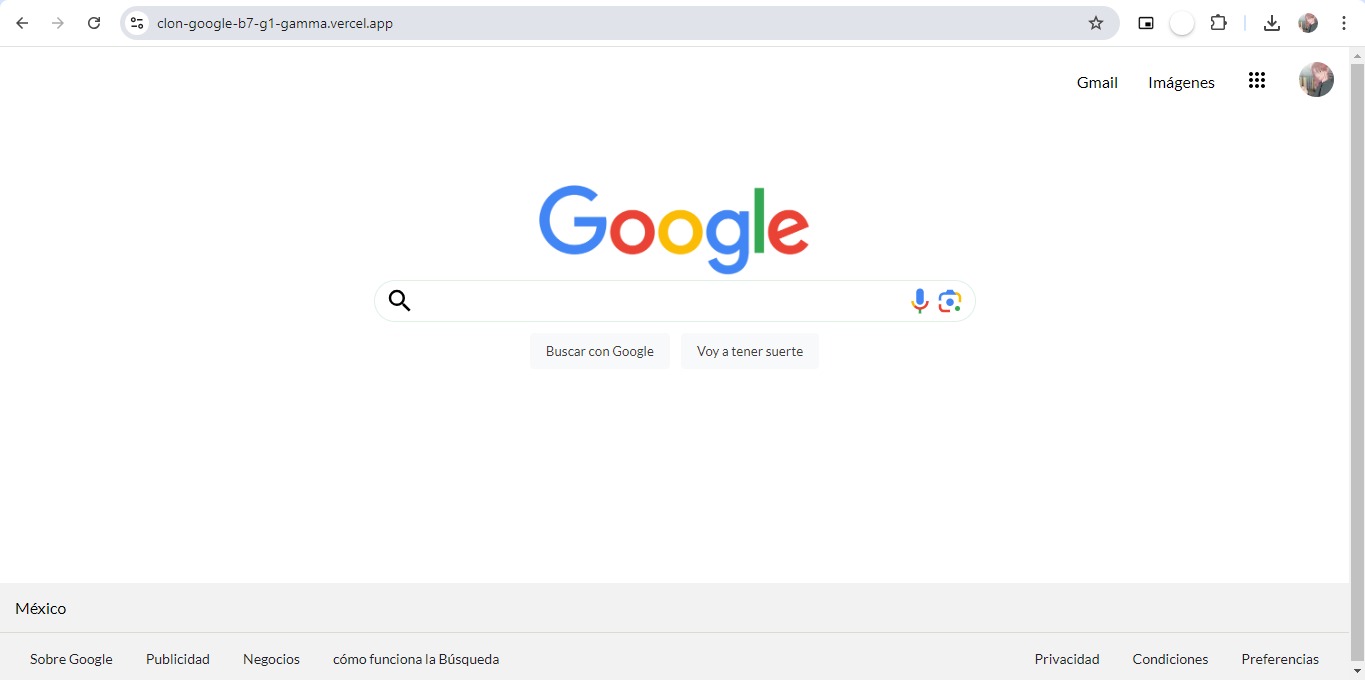 clon-google-b7-g1-gamma.vercel.app
Gmail Imágenes
Google
Buscar con Google Voy a tener suerte
México
Sobre Google Publicidad Negocios cómo funciona la Búsqueda Privacidad Condiciones Preferencias